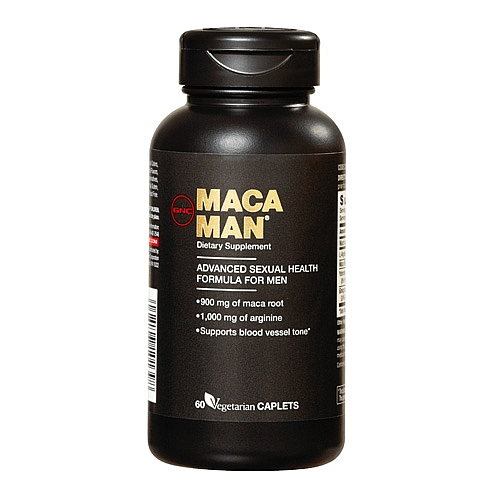 GNC
MACA
MAN®
Dietary Supplement
ADVANCED SEXUAL HEALTH
FORMULA FOR MEN
•900 mg of maca root
•1,000 mg of arginine
•Supports blood vessel tone*
60 Vegetarian CAPLETS